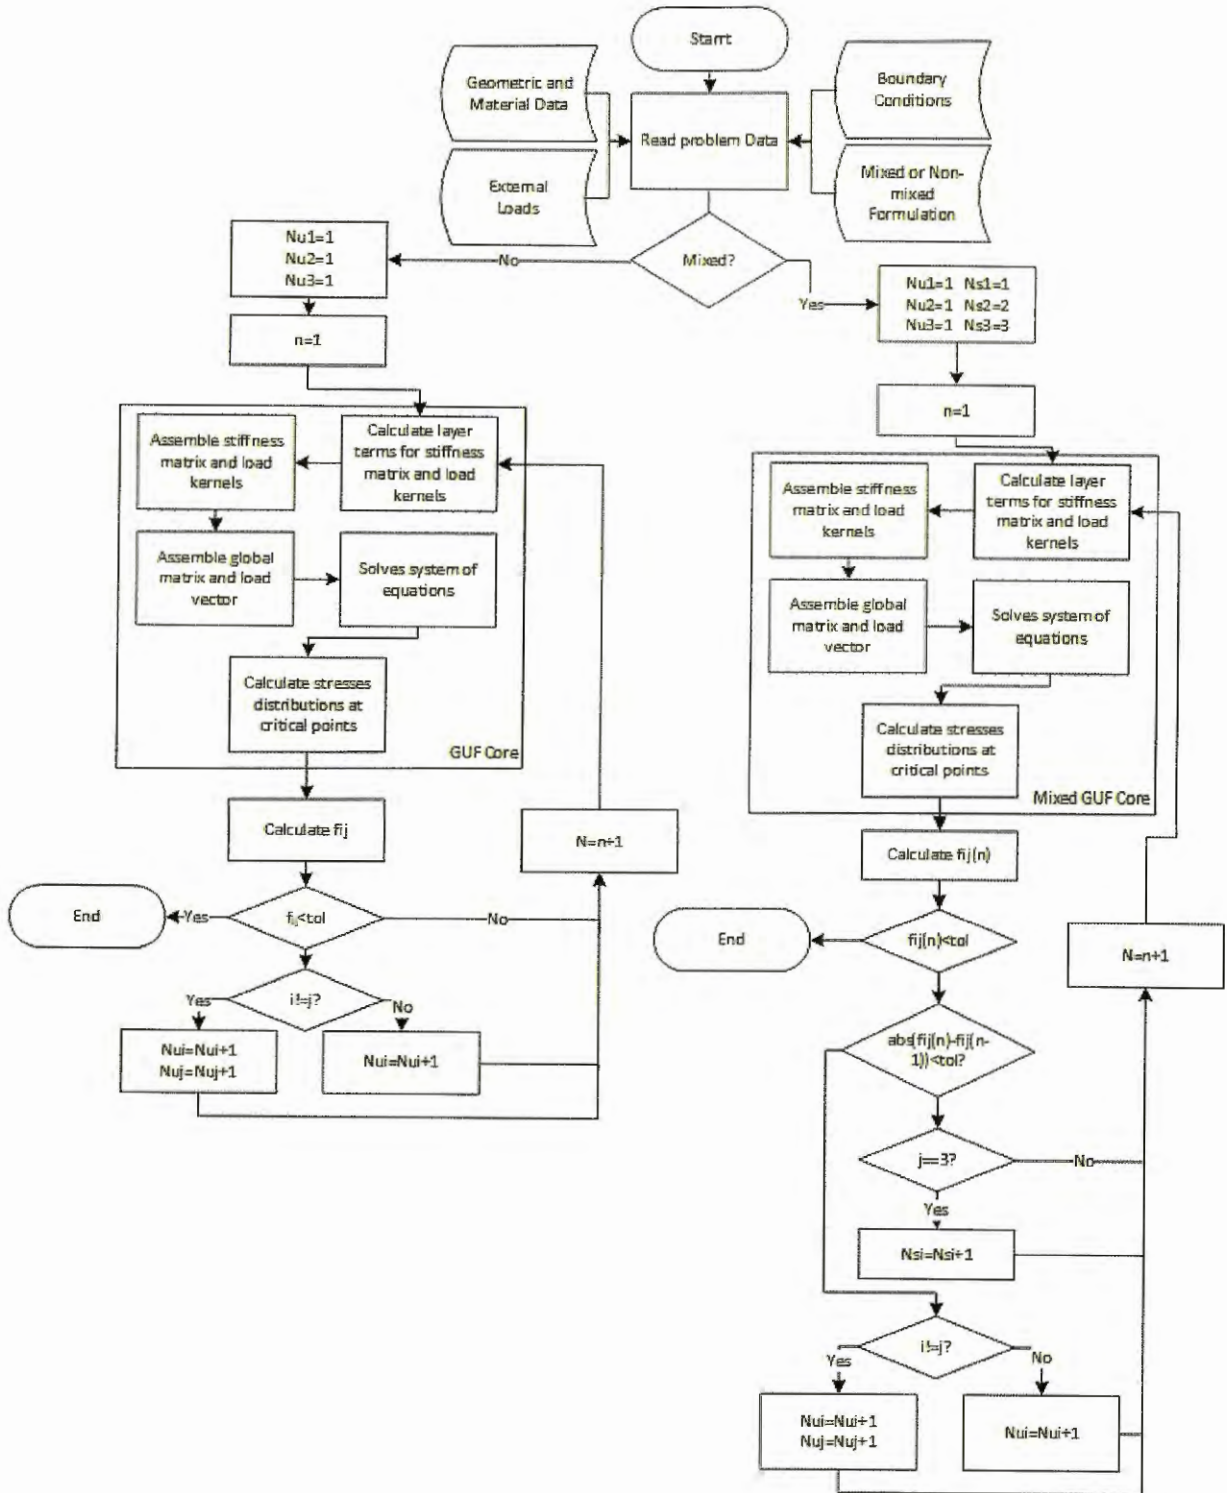 Starrt
Geometric and
Material Data
Boundary
Conditions
Read problem Data
External
Loads
Mixed or Non-
mixed
Formulation
Mixed?
No
Yes
Nu1=1
Nu2=1
Nu3=1
n=1
Calculate layer
terms for stiffness
matrix and load
kernels
Assemble stiffness
matrix and load
kernels
Assemble global
matrix and load
vector
Solves system of
equations
Calculate stresses
distributions at
critical points
GUF Core
Calculate fij
N=n+1
fij<tol
Yes
End
No
i!=j?
Yes
No
Nui=Nui+1
Nuj=Nuj+1
Nui=Nui+1
Nu1=1 Ns1=1
Nu2=1 Ns2=2
Nu3=1 Ns3=3
n=1
Calculate layer
terms for stiffness
matrix and load
kernels
Assemble stiffness
matrix and load
kernels
Assemble global
matrix and load
vector
Solves system of
equations
Calculate stresses
distributions at
critical points
Mixed GUF Core
Calculate fij(n)
N=n+1
fij(n)<tol
End
abs(fij(n)-fij(n-
1))<tol?
j==3?
No
Yes
Nsi=Nsi+1
i!=j?
Yes
No
Nui=Nui+1
Nuj=Nuj+1
Nui=Nui+1